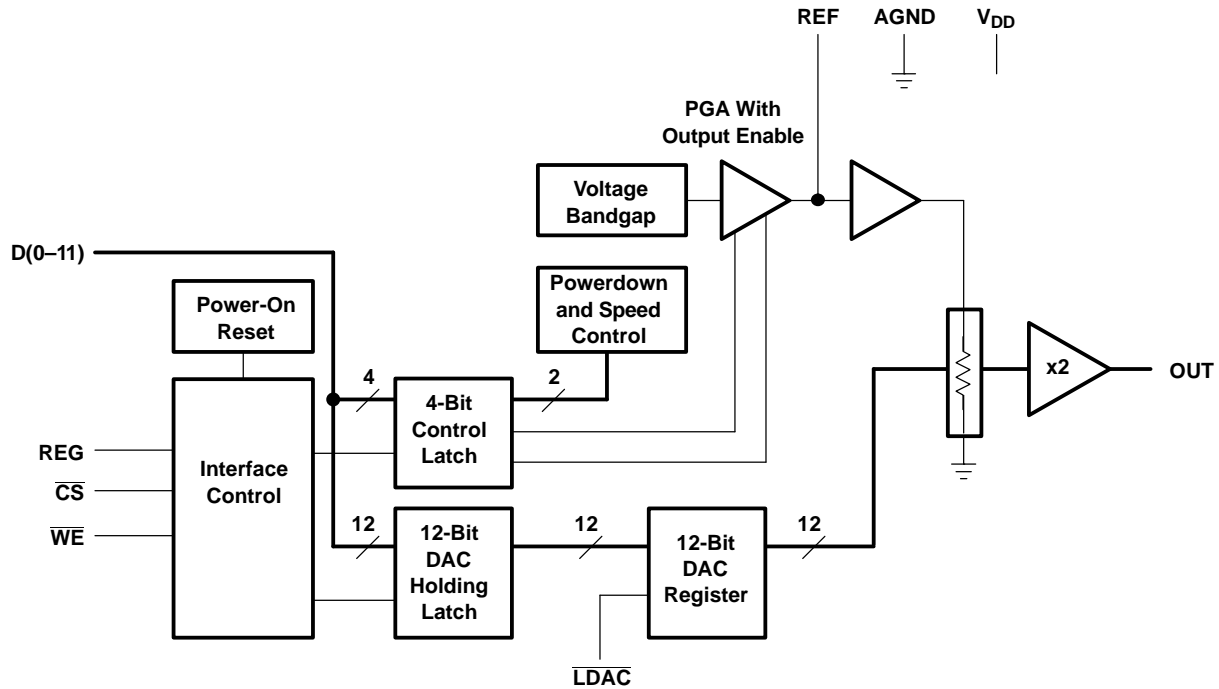 REF AGND VDD
PGA With
Output Enable
Voltage
Bandgap
D(0–11)
Power-On
Reset
Powerdown
and Speed
Control
x2
OUT
4
2
4-Bit
Control
Latch
REG
CS
WE
Interface
Control
12
12-Bit
DAC
Holding
Latch
12
12-Bit
DAC
Register
12
LDAC